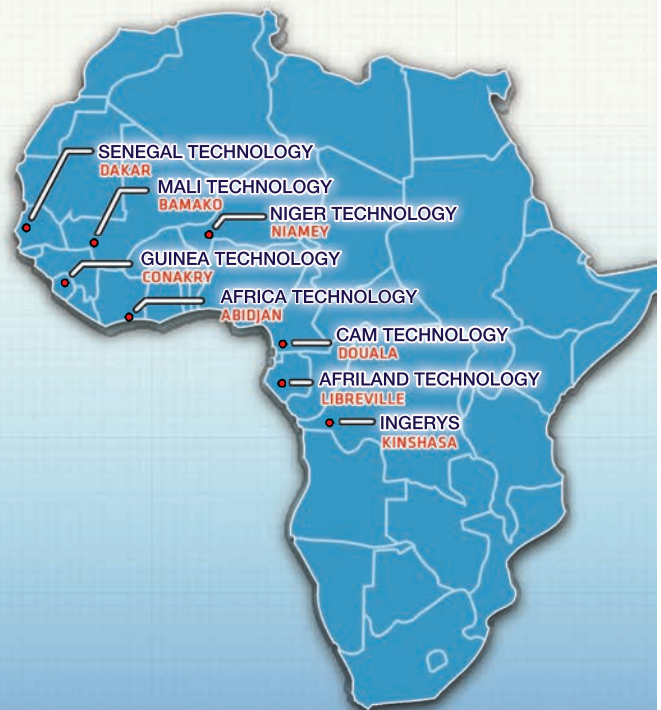 SENEGAL TECHNOLOGY
DAKAR
MALI TECHNOLOGY
BAMAKO
NIGER TECHNOLOGY
NIAMEY
GUINEA TECHNOLOGY
CONAKRY
AFRICA TECHNOLOGY
ABIDJAN
CAM TECHNOLOGY
DOUALA
AFRILAND TECHNOLOGY
LIBREVILLE
INGERYS
KINSHASA